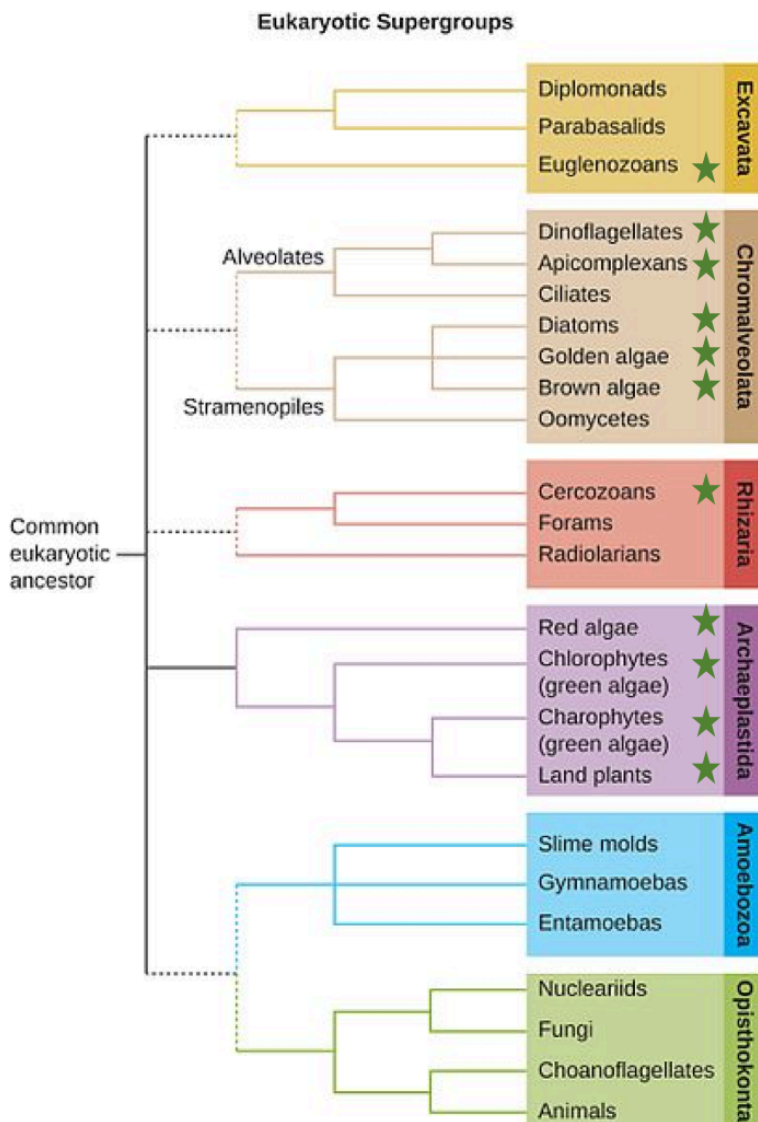 Eukaryotic Supergroups
Diplomonads
Parabasalids
Euglenozoans
Excavata
Alveolates
Dinoflagellates
Apicomplexans
Ciliates
Diatoms
Golden algae
Brown algae
Stramenopiles
Oomycetes
Chromalveolata
Cercozoans
Forams
Radiolarians
Rhizaria
Common
eukaryotic
ancestor
Red algae
Chlorophytes
(green algae)
Charophytes
(green algae)
Land plants
Archaeplastida
Slime molds
Gymnamoebas
Entamoebas
Amoebozoa
Nucleariids
Fungi
Choanoflagellates
Animals
Opisthokonta